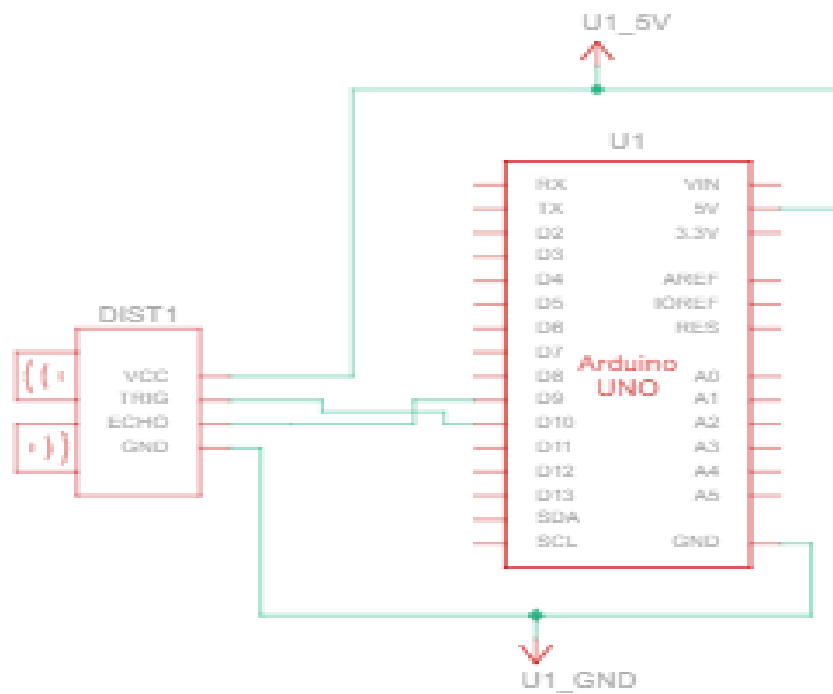 U1_5V
U1
RX
TX
D2
D3
D4
D5
D6
D7
D8
D9
D10
D11
D12
D13
SDA
SCL
VIN
5V
3.3V
AREF
IOREF
RES
A0
A1
A2
A3
A4
A5
GND
Arduino
UNO
DIST1
VCC
TRIG
ECHO
GND
U1_GND